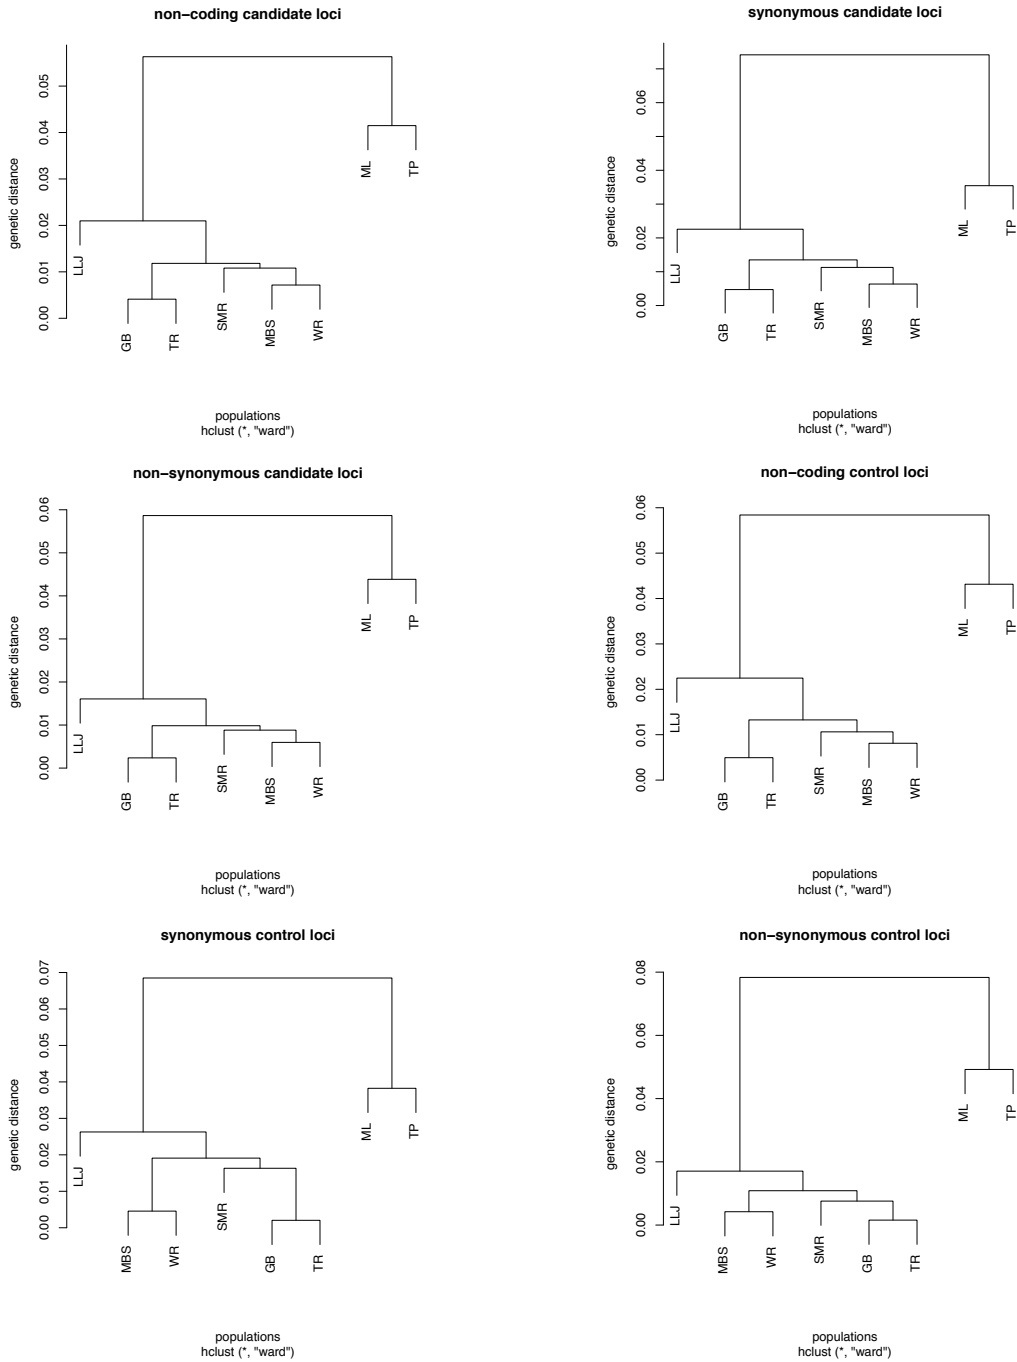 non−coding candidate loci
genetic distance
0.05
0.04
0.03
0.02
0.01
0.00
LLJ
GB
TR
SMR
MBS
WR
ML
TP
populations
hclust (*, "ward")
synonymous candidate loci
genetic distance
0.06
0.04
0.02
0.00
LLJ
GB
TR
SMR
MBS
WR
ML
TP
populations
hclust (*, "ward")
non−synonymous candidate loci
genetic distance
0.06
0.05
0.04
0.03
0.02
0.01
0.00
LLJ
GB
TR
SMR
MBS
WR
ML
TP
populations
hclust (*, "ward")
non−coding control loci
genetic distance
0.06
0.05
0.04
0.03
0.02
0.01
0.00
LLJ
GB
TR
SMR
MBS
WR
ML
TP
populations
hclust (*, "ward")
synonymous control loci
genetic distance
0.07
0.06
0.05
0.04
0.03
0.02
0.01
0.00
LLJ
MBS
WR
SMR
GB
TR
ML
TP
populations
hclust (*, "ward")
non−synonymous control loci
genetic distance
0.08
0.06
0.04
0.02
0.00
LLJ
MBS
WR
SMR
GB
TR
ML
TP
populations
hclust (*, "ward")